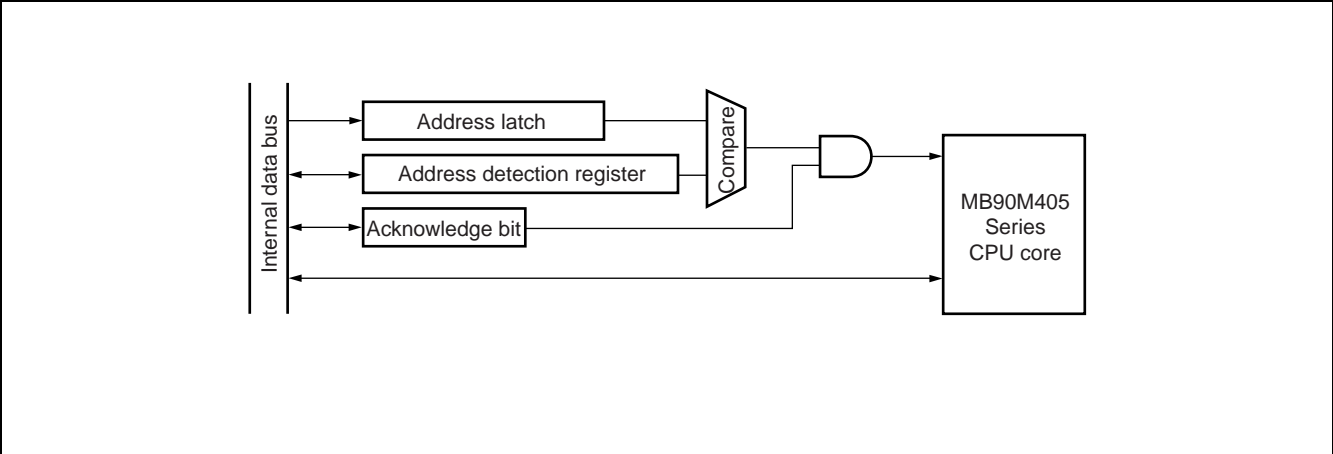 Internal data bus
Address latch
Address detection register
Acknowledge bit
Compare
MB90M405
Series
CPU core